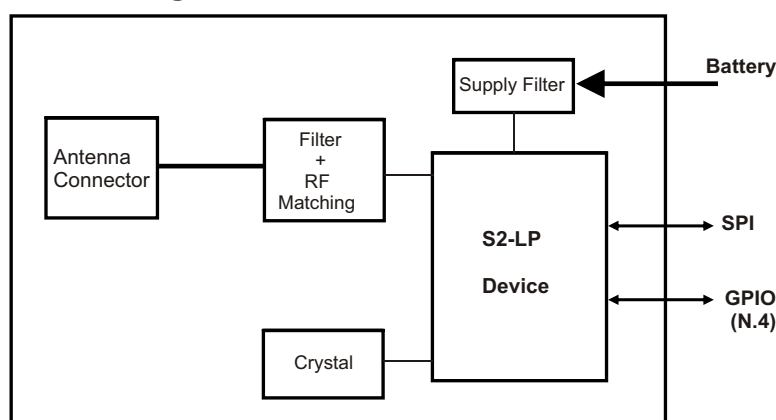 Battery
Supply Filter
Antenna
Connector
Filter
+
RF
Matching
S2-LP
Device
SPI
GPIO
(N.4)
Crystal